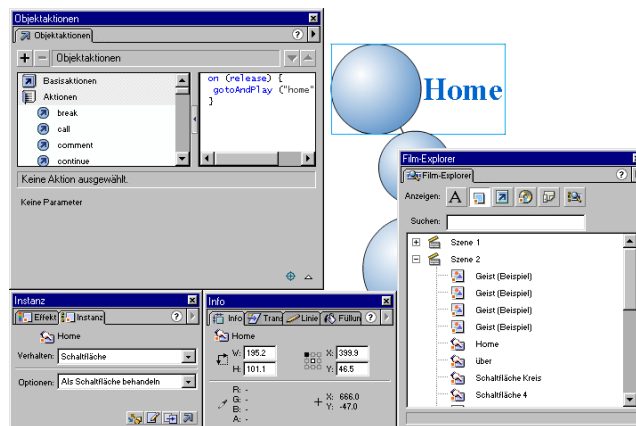 Objektaktionen
Objektaktionen
Objektaktionen
Basisaktionen
Aktionen
break
call
comment
continue
on (release) {
gotoAndPlay ("home"
}
Keine Aktion ausgewählt.
Keine Parameter
Home
Film-Explorer
Film-Explorer
Anzeigen:
A
Suchen:
Szene 1
Szene 2
Geist (Beispiel)
Geist (Beispiel)
Geist (Beispiel)
Geist (Beispiel)
Home
über
Schaltfläche Kreis
Schaltfläche 4
Instanz
Effekt Instanz
Home
Verhalten: Schaltfläche
Optionen: Als Schaltfläche behandeln
Info
Info Trans Linie Füllun
Home
W: 195.2 X: 399.9
H: 101.1 Y: 46.5
R: -
G: -
B: -
A: -
X: 666.0
Y: -47.0